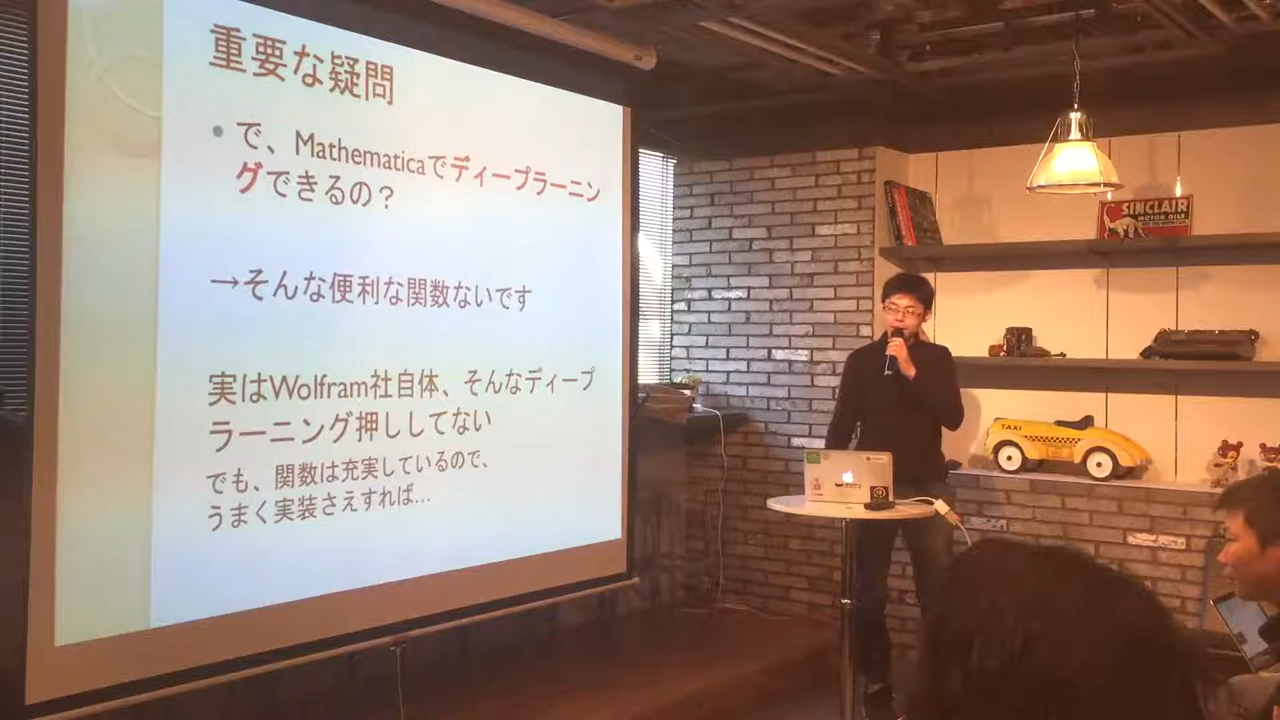 重要な疑問
• で、Mathematicaでディープラーニン
グできるの？
→そんな便利な関数ないです
実はWolfram社自体、そんなディープ
ラーニング押ししてない
でも、関数は充実しているので、
うまく実装さえすれば…
SINCLAIR
MOTOR OILS
TAXI